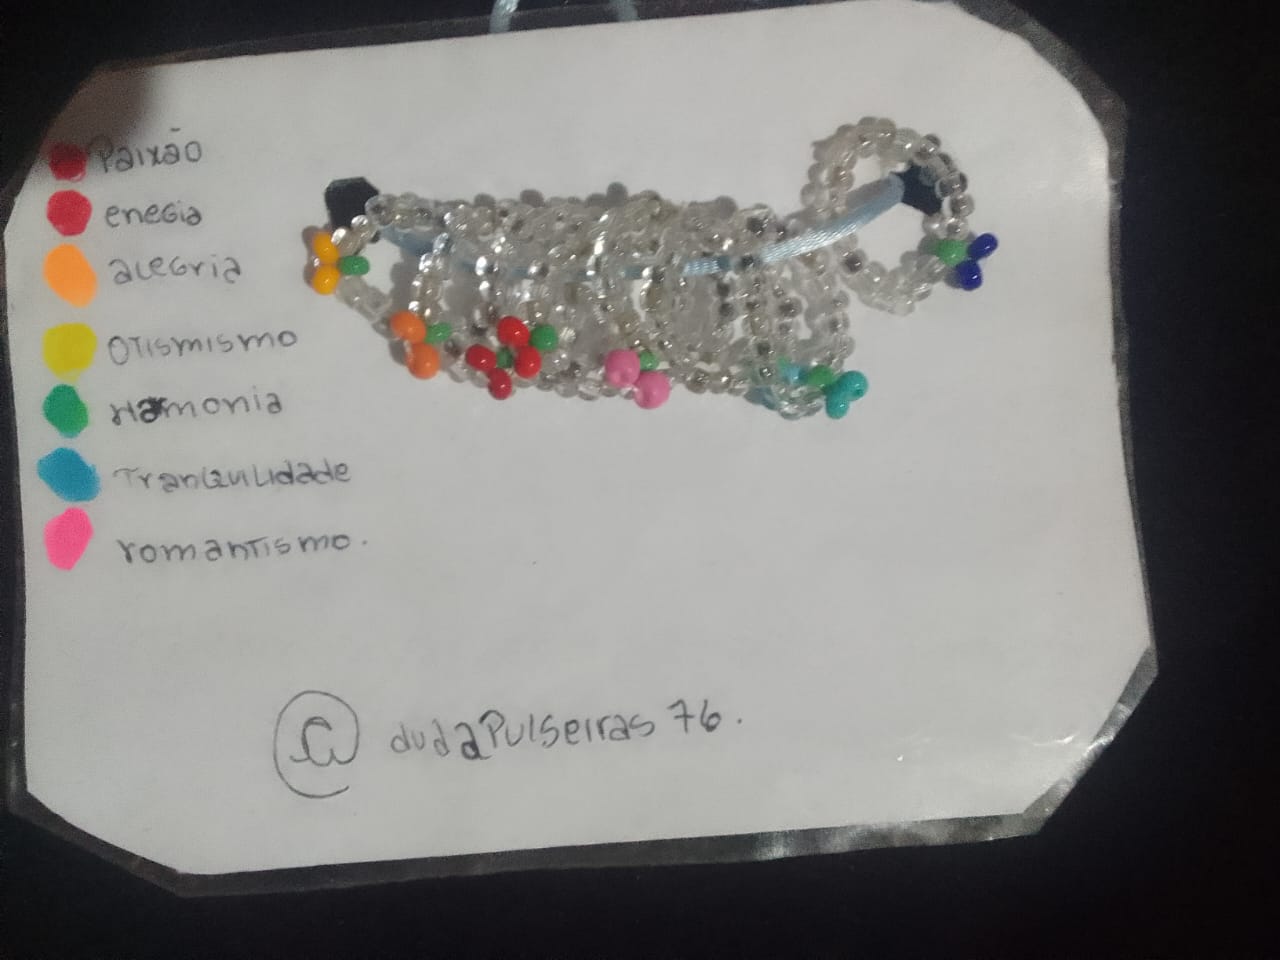 Paixão
eneGia
aleGria
OTismismo
Hamonia
TranQuilidade
romanTismo.
@ dudaPulseiras 76.